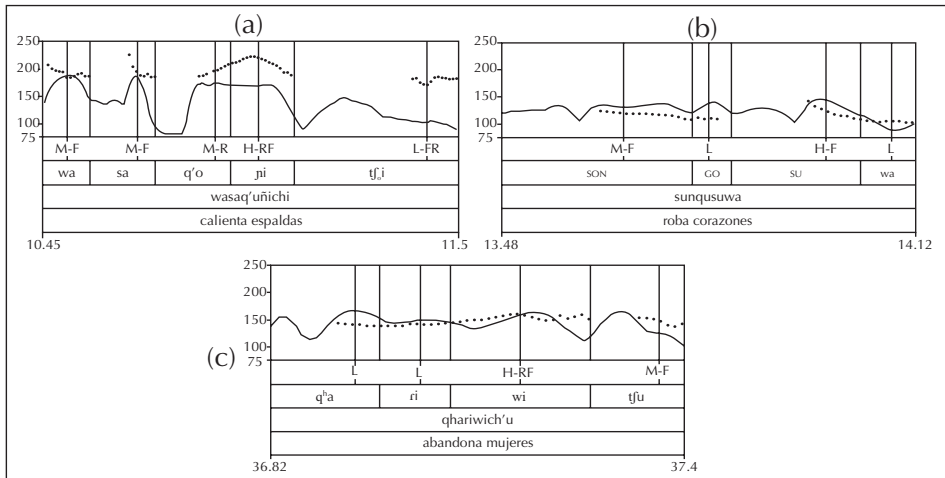 (a)
250
200
150
100
75
M-F M-F M-R H-RF L-FR
wa sa q'o ɲi tʃ̥i
wasaq'uñichi
calienta espaldas
10.45 11.5
(b)
250
200
150
100
75
M-F L H-F L
SON GO SU wa
sunqusuwa
roba corazones
13.48 14.12
(c)
250
200
150
100
75
L L H-RF M-F
qʰa ɾi wi tʃu
qhariwich'u
abandona mujeres
36.82 37.4